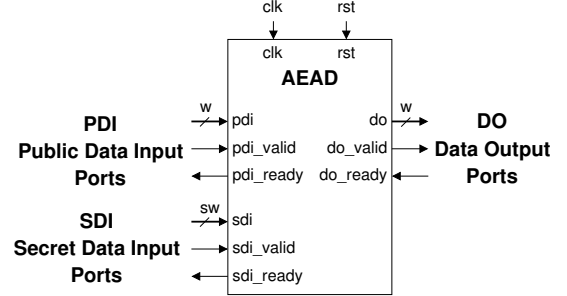 clk rst
clk rst
AEAD
w
pdi
do
w
PDI
Public Data Input
Ports
pdi_valid
do_valid
pdi_ready
do_ready
DO
Data Output
Ports
sw
sdi
SDI
Secret Data Input
Ports
sdi_valid
sdi_ready